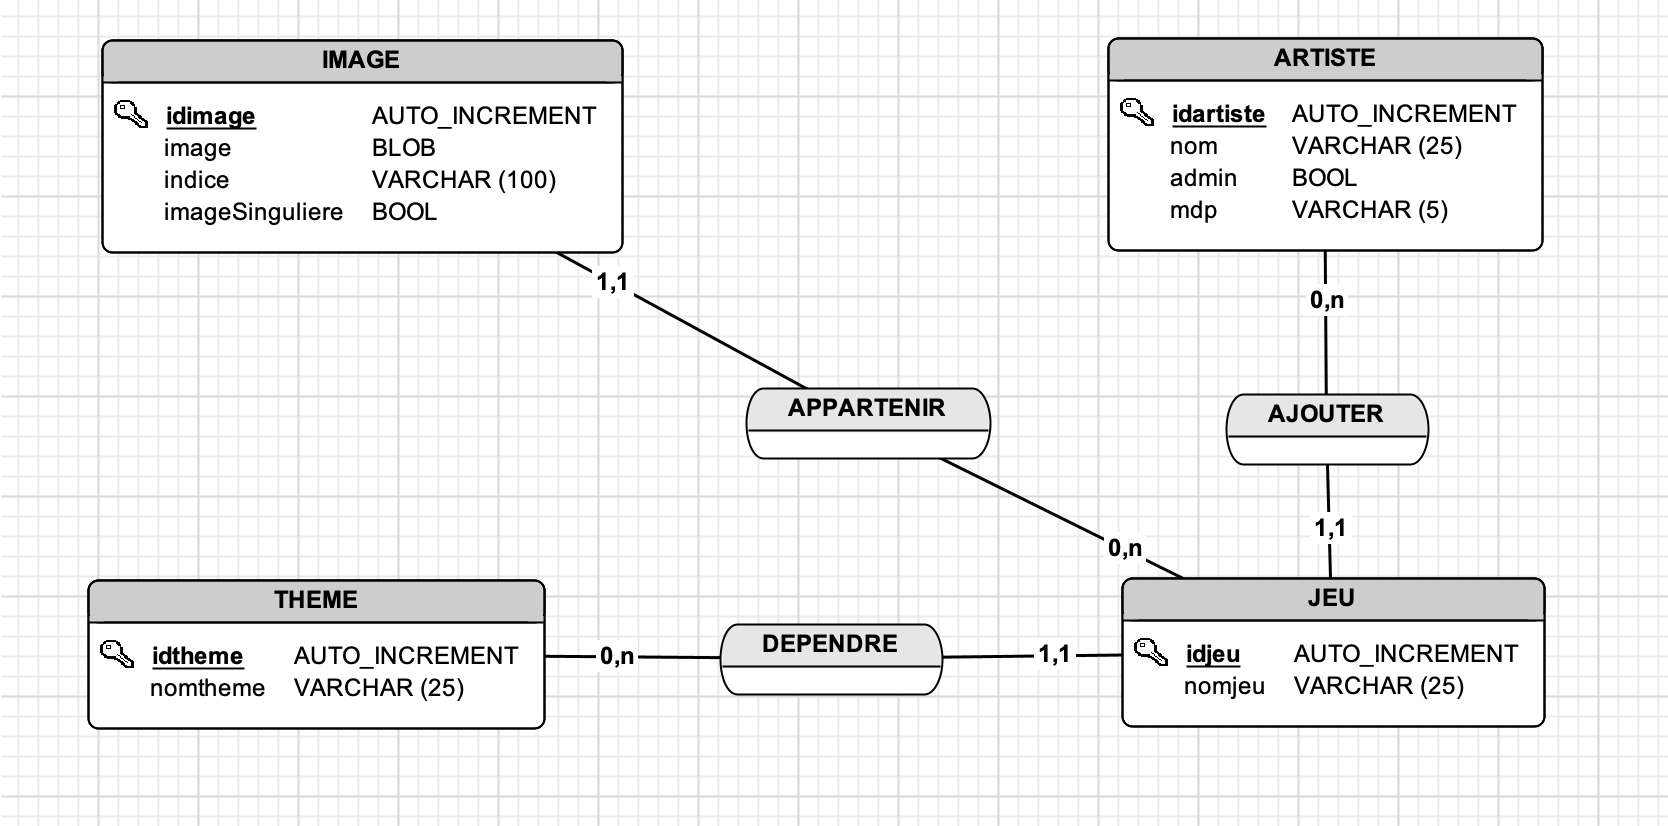 IMAGE
idimage AUTO_INCREMENT
image BLOB
indice VARCHAR (100)
imageSinguliere BOOL
ARTISTE
idartiste AUTO_INCREMENT
nom VARCHAR (25)
admin BOOL
mdp VARCHAR (5)
1,1
0,n
APPARTENIR
AJOUTER
0,n
1,1
THEME
idtheme AUTO_INCREMENT
nomtheme VARCHAR (25)
0,n
DEPENDRE
1,1
JEU
idjeu AUTO_INCREMENT
nomjeu VARCHAR (25)